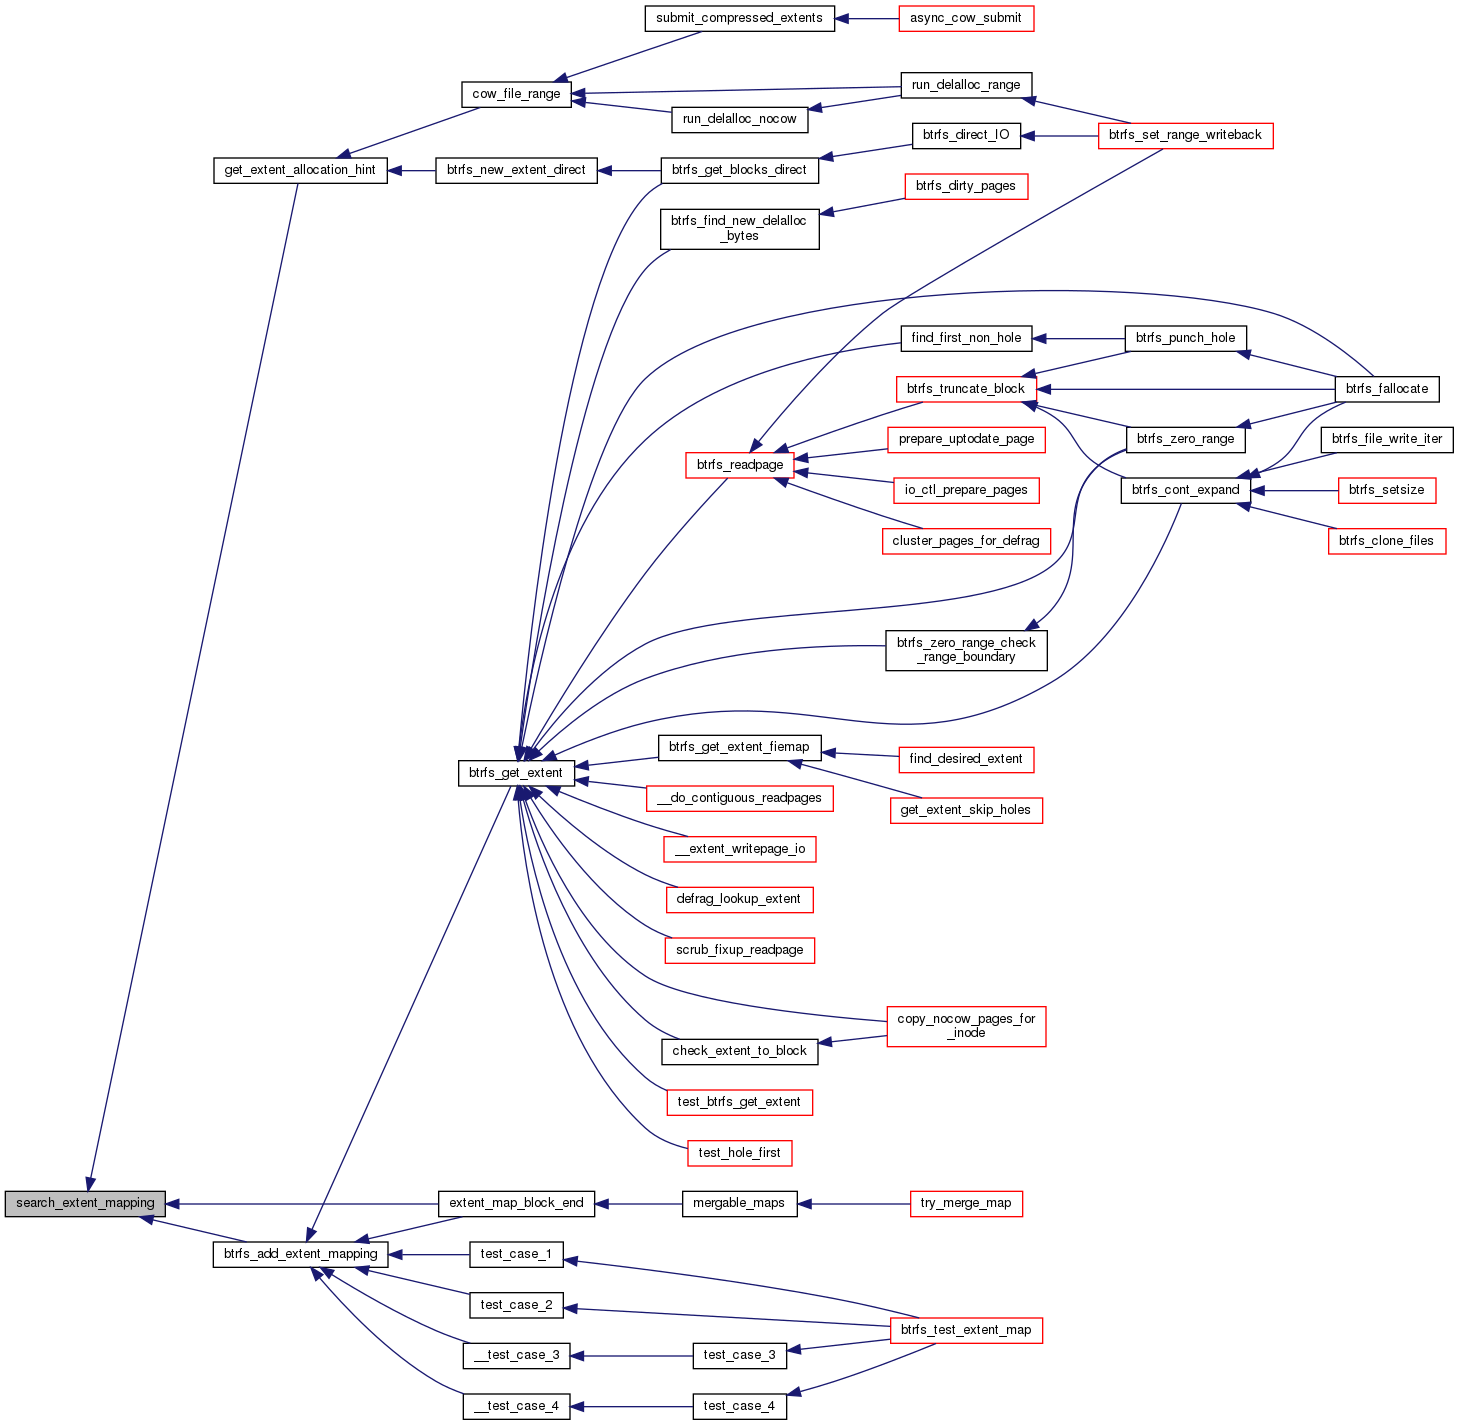 submit_compressed_extents
async_cow_submit
cow_file_range
run_delalloc_range
run_delalloc_nocow
btrfs_direct_IO
btrfs_set_range_writeback
get_extent_allocation_hint
btrfs_new_extent_direct
btrfs_get_blocks_direct
btrfs_dirty_pages
btrfs_find_new_delalloc
_bytes
find_first_non_hole
btrfs_punch_hole
btrfs_truncate_block
btrfs_fallocate
prepare_uptodate_page
btrfs_zero_range
btrfs_file_write_iter
btrfs_readpage
io_ctl_prepare_pages
btrfs_cont_expand
btrfs_setsize
cluster_pages_for_defrag
btrfs_clone_files
btrfs_zero_range_check
_range_boundary
btrfs_get_extent_fiemap
find_desired_extent
btrfs_get_extent
__do_contiguous_readpages
get_extent_skip_holes
__extent_writepage_io
defrag_lookup_extent
scrub_fixup_readpage
copy_nocow_pages_for
_inode
check_extent_to_block
test_btrfs_get_extent
test_hole_first
search_extent_mapping
extent_map_block_end
mergable_maps
try_merge_map
btrfs_add_extent_mapping
test_case_1
test_case_2
btrfs_test_extent_map
__test_case_3
test_case_3
__test_case_4
test_case_4